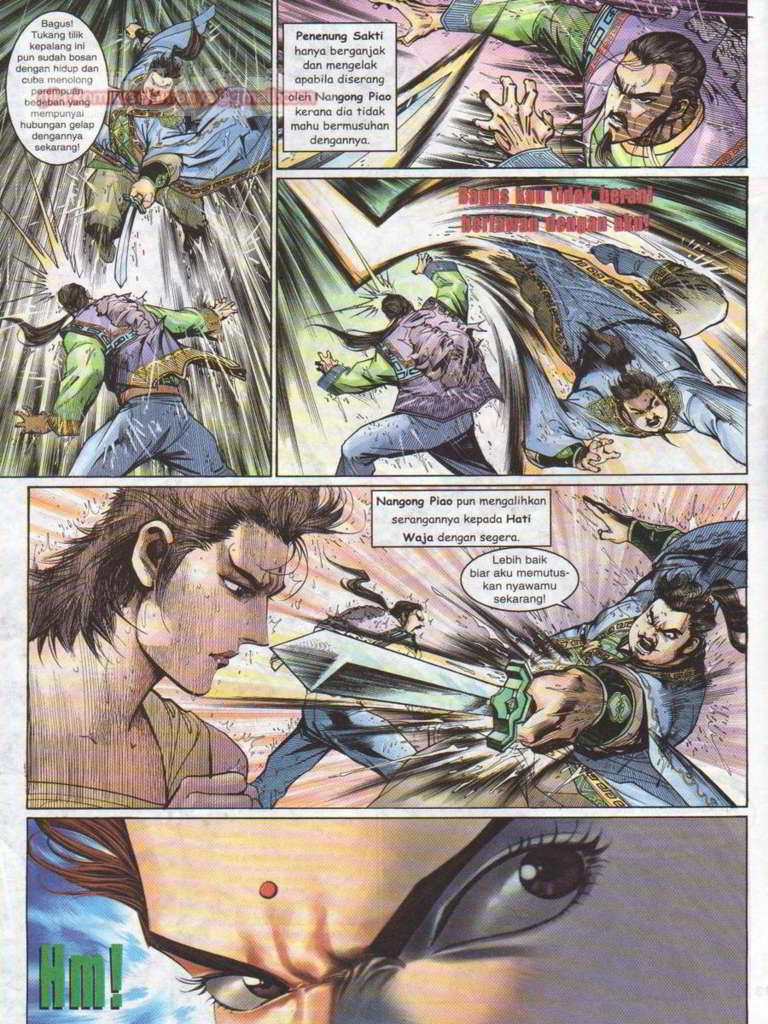 Bagus!
Tukang tilik
kepalang ini
pun sudah bosan
dengan hidup dan
cuba menolong
perempuan
bedebah yang
mempunyai
hubungan gelap
dengannya
sekarang!
Penenung Sakti
hanya berganjak
dan mengelak
apabila diserang
oleh Nangong Piao
kerana dia tidak
mahu bermusuhan
dengannya.
Bagus kau tidak berani
berlawan dengan aku!
Nangong Piao pun mengalihkan
serangannya kepada Hati
Waja dengan segera.
Lebih baik
biar aku memutus-
kan nyawamu
sekarang!
Hm!